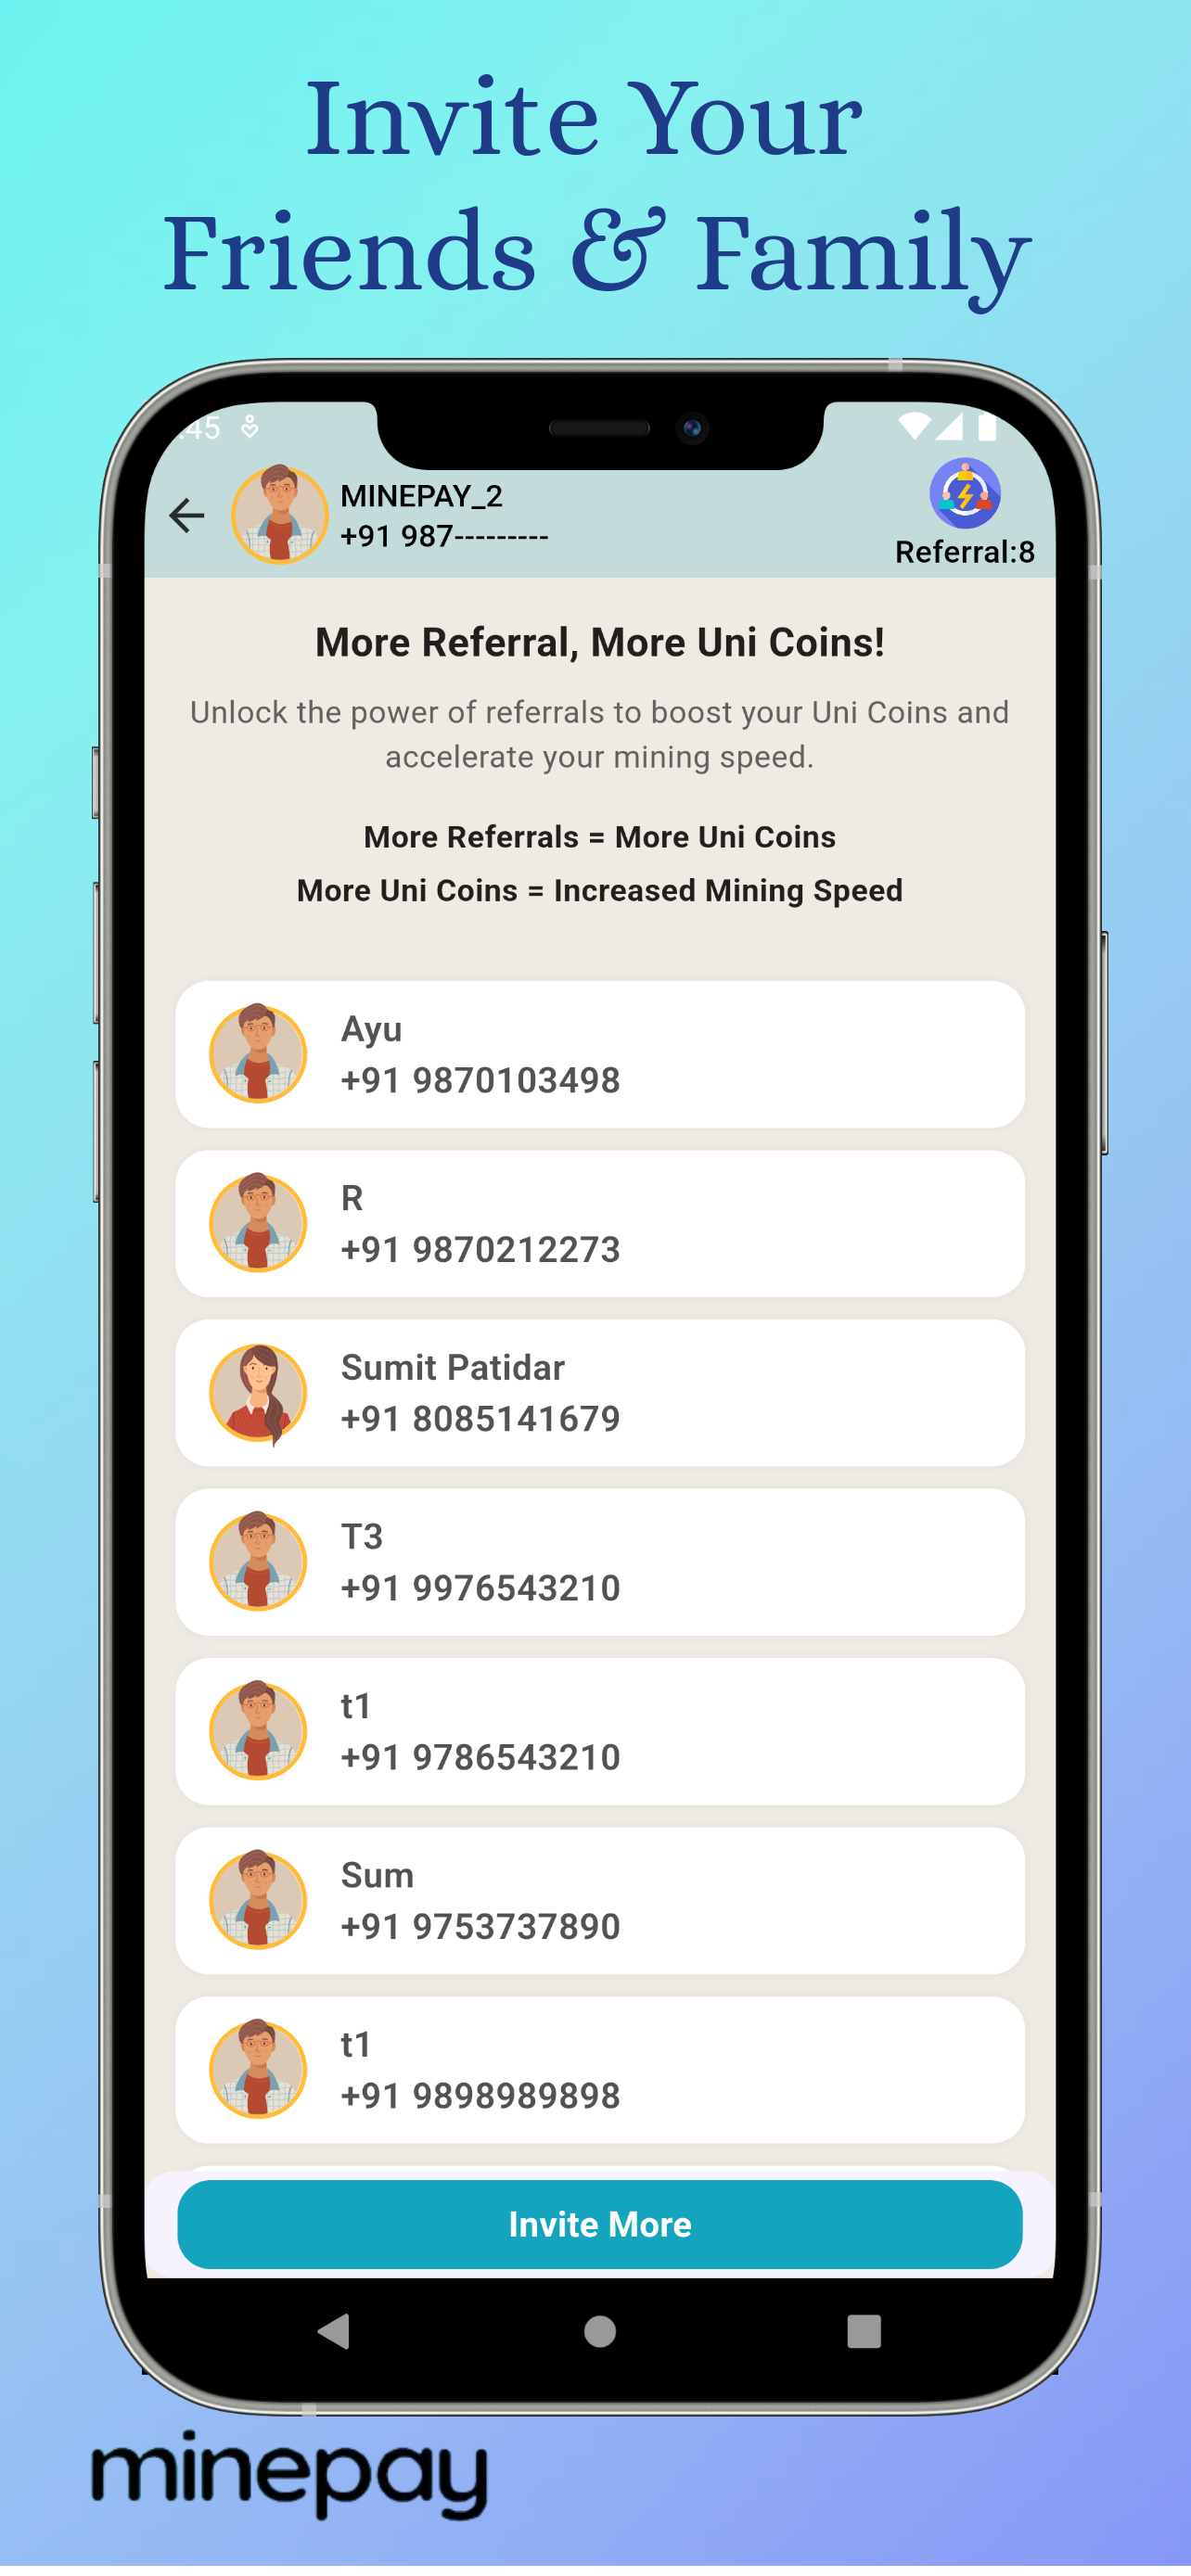 Invite Your
Friends & Family
:45
MINEPAY_2
+91 987---------
Referral:8
More Referral, More Uni Coins!
Unlock the power of referrals to boost your Uni Coins and
accelerate your mining speed.
More Referrals = More Uni Coins
More Uni Coins = Increased Mining Speed
Ayu
+91 9870103498
R
+91 9870212273
Sumit Patidar
+91 8085141679
T3
+91 9976543210
t1
+91 9786543210
Sum
+91 9753737890
t1
+91 9898989898
Invite More
minepay